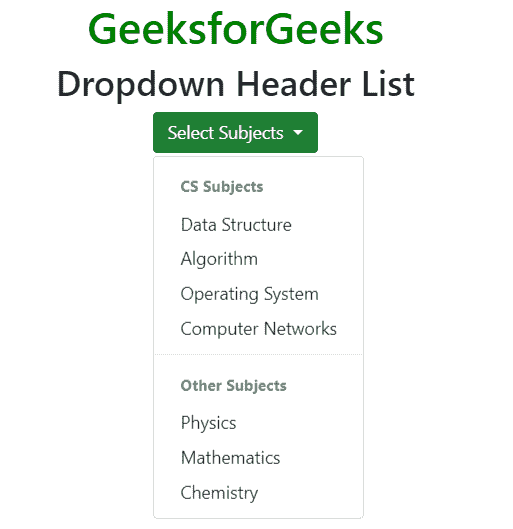 GeeksforGeeks
Dropdown Header List
Select Subjects
CS Subjects
Data Structure
Algorithm
Operating System
Computer Networks
Other Subjects
Physics
Mathematics
Chemistry